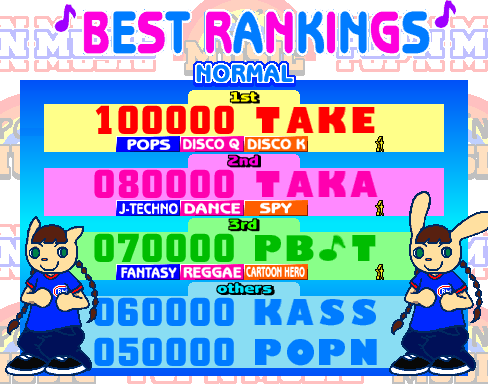 ♪BEST RANKINGS♪
NORMAL
1st
100000 TAKE
POPS DISCO Q DISCO K
2nd
080000 TAKA
J-TECHNO DANCE SPY
3rd
070000 PB♪T
FANTASY REGGAE CARTOON HERO
others
060000 KASS
050000 POPN